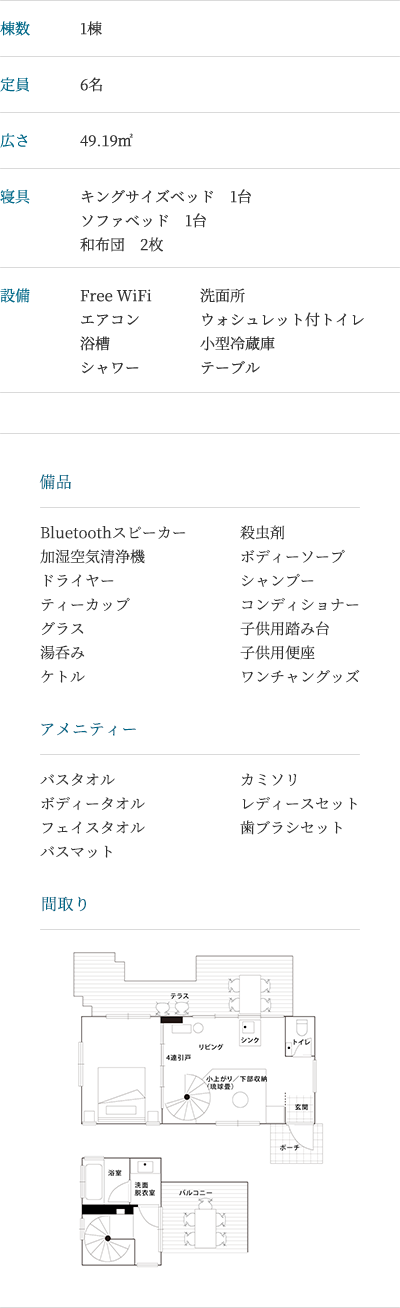 棟数 1棟
定員 6名
広さ 49.19㎡
寝具 キングサイズベッド 1台
ソファベッド 1台
和布団 2枚
設備 Free WiFi 洗面所
エアコン ウォシュレット付トイレ
浴槽 小型冷蔵庫
シャワー テーブル
備品
Bluetoothスピーカー 殺虫剤
加湿空気清浄機 ボディーソープ
ドライヤー シャンプー
ティーカップ コンディショナー
グラス 子供用踏み台
湯呑み 子供用便座
ケトル ワンチャングッズ
アメニティー
バスタオル カミソリ
ボディータオル レディースセット
フェイスタオル 歯ブラシセット
バスマット
間取り
テラス
シンク
トイレ
リビング
4連引戸
小上がり／下部収納
（琉球畳）
玄関
ポーチ
浴室
洗面
脱衣室
バルコニー